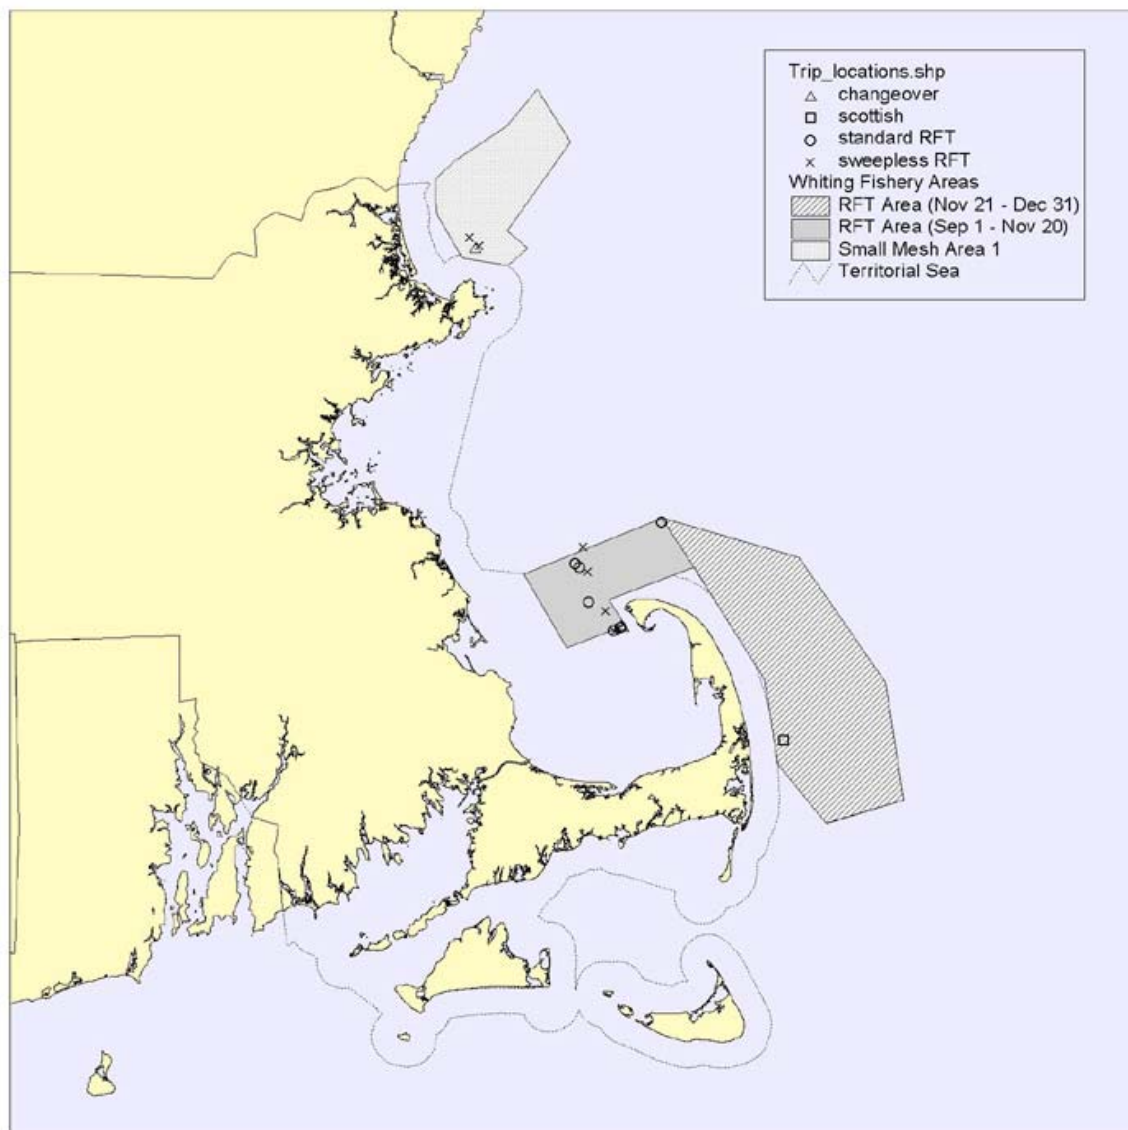 Trip_locations.shp
changeover
scottish
standard RFT
sweepless RFT
Whiting Fishery Areas
RFT Area (Nov 21 - Dec 31)
RFT Area (Sep 1 - Nov 20)
Small Mesh Area 1
Territorial Sea